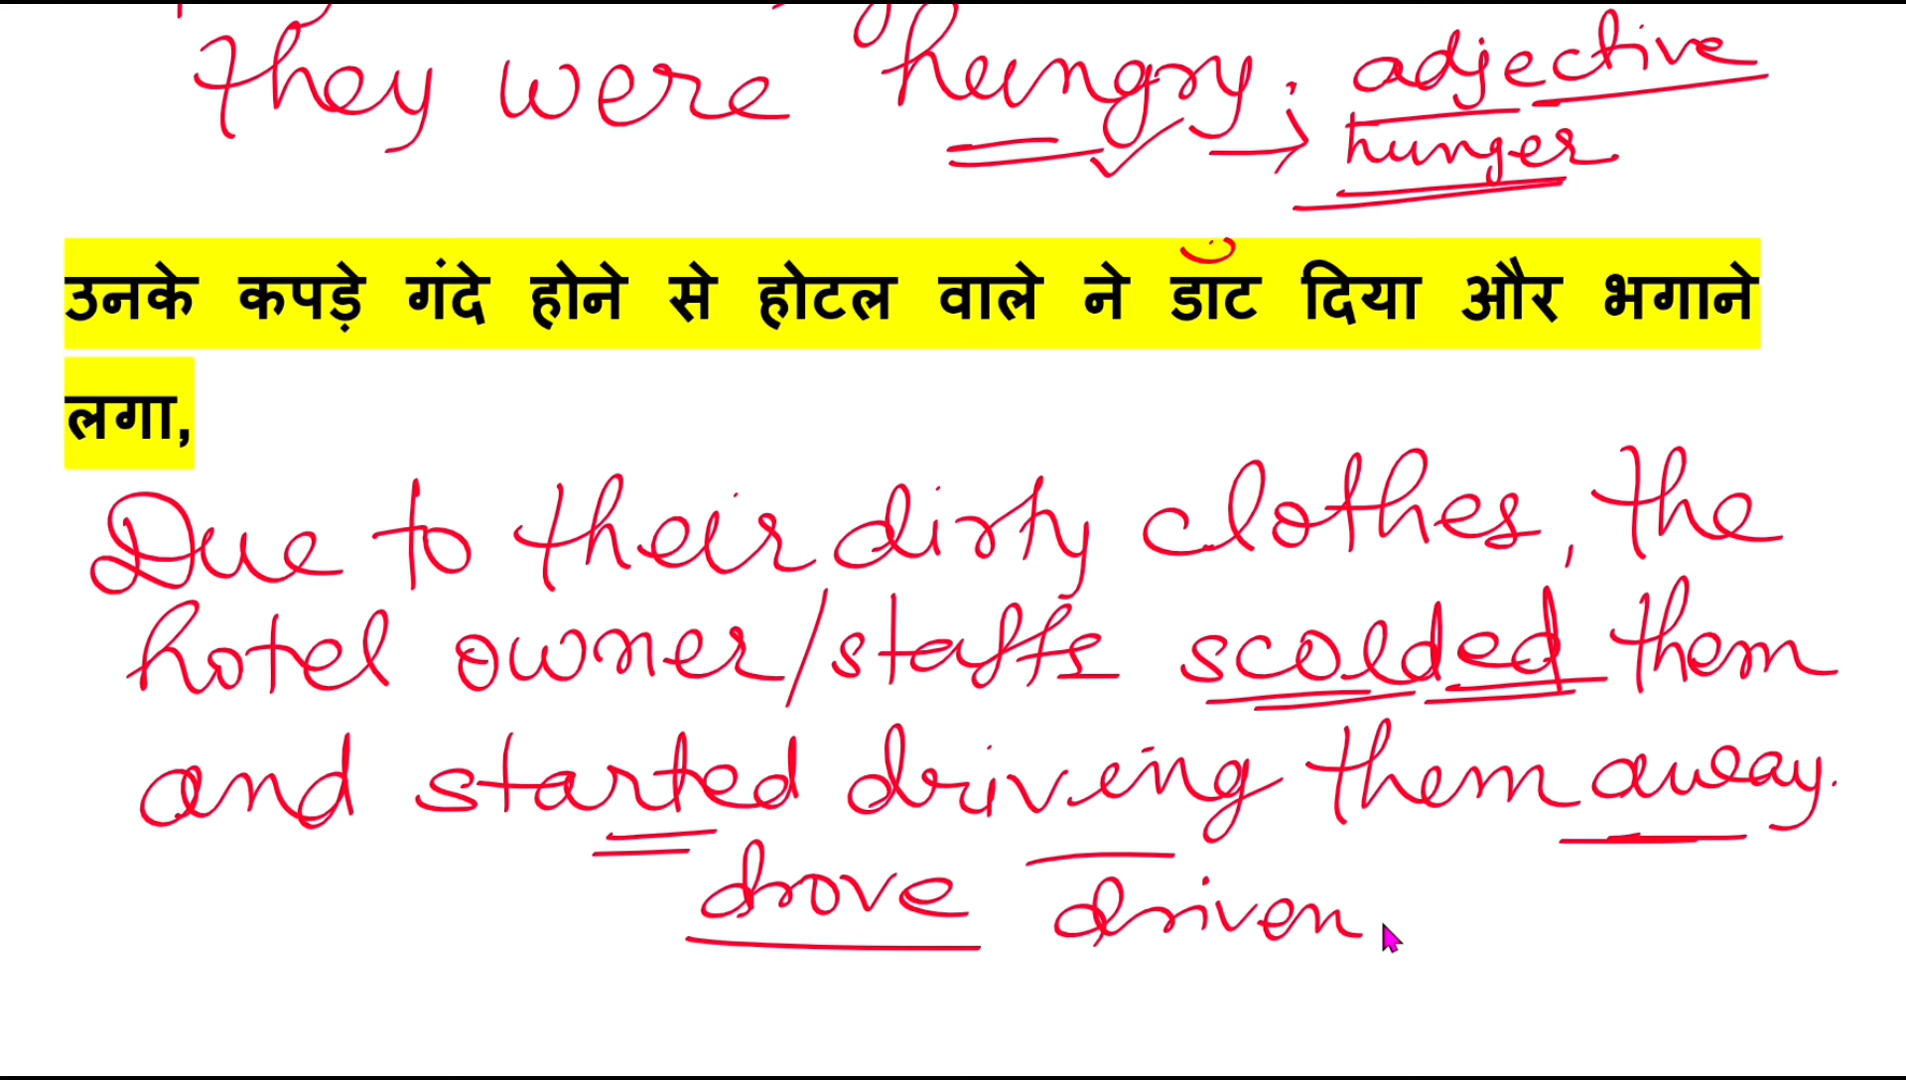 They were hungry. adjective
→ hunger
उनके कपड़े गंदे होने से होटल वाले ने डाँट दिया और भगाने
लगा,
Due to their dirty clothes, the
hotel owner/staffs scolded them
and started driveing them away.
drove driven